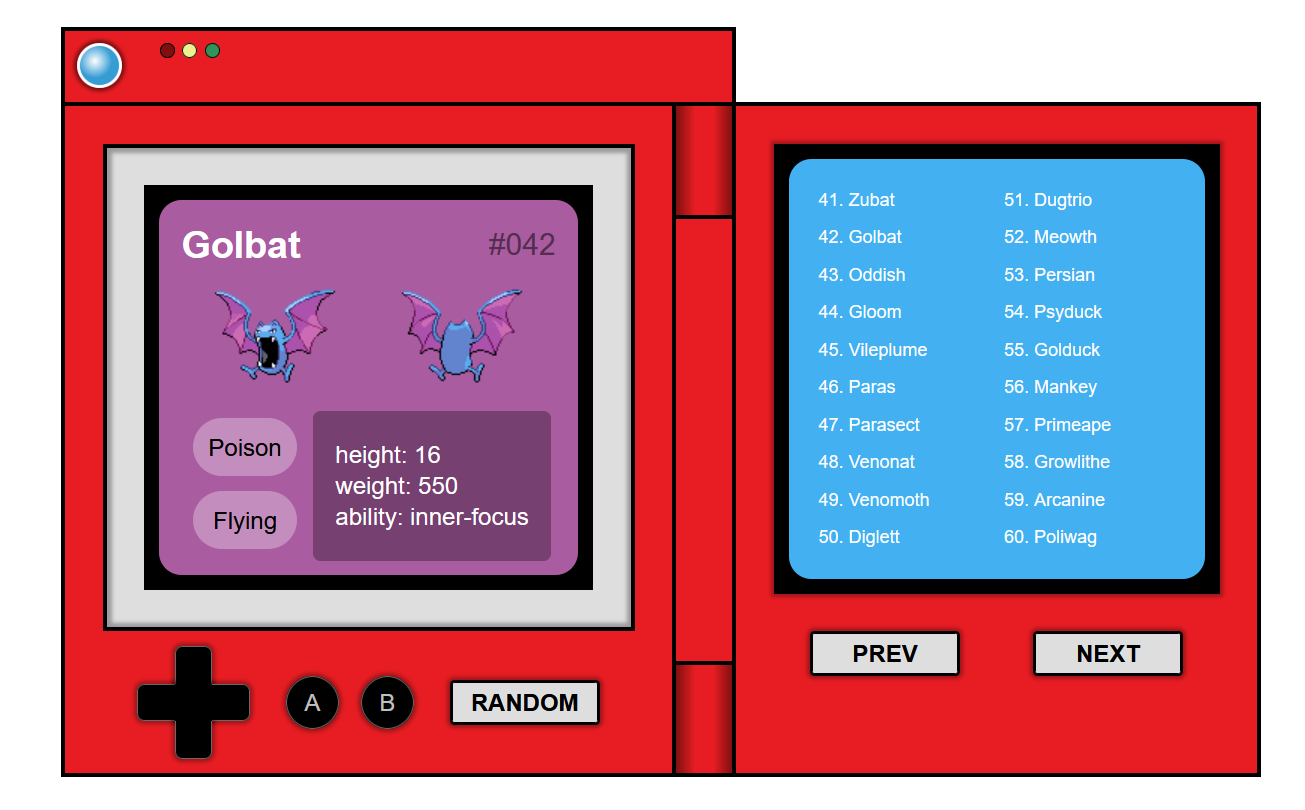 Golbat #042
Poison
Flying
height: 16
weight: 550
ability: inner-focus
A B RANDOM
41. Zubat
42. Golbat
43. Oddish
44. Gloom
45. Vileplume
46. Paras
47. Parasect
48. Venonat
49. Venomoth
50. Diglett
51. Dugtrio
52. Meowth
53. Persian
54. Psyduck
55. Golduck
56. Mankey
57. Primeape
58. Growlithe
59. Arcanine
60. Poliwag
PREV NEXT